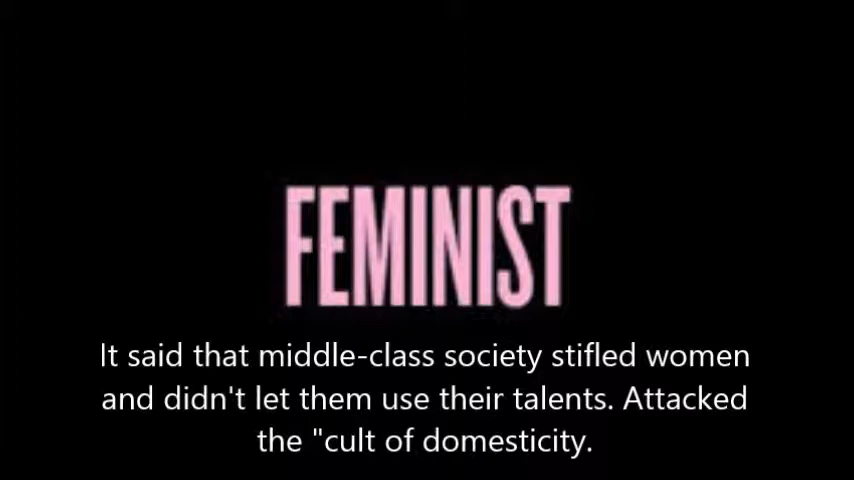 FEMINIST
It said that middle-class society stifled women
and didn't let them use their talents. Attacked
the "cult of domesticity.